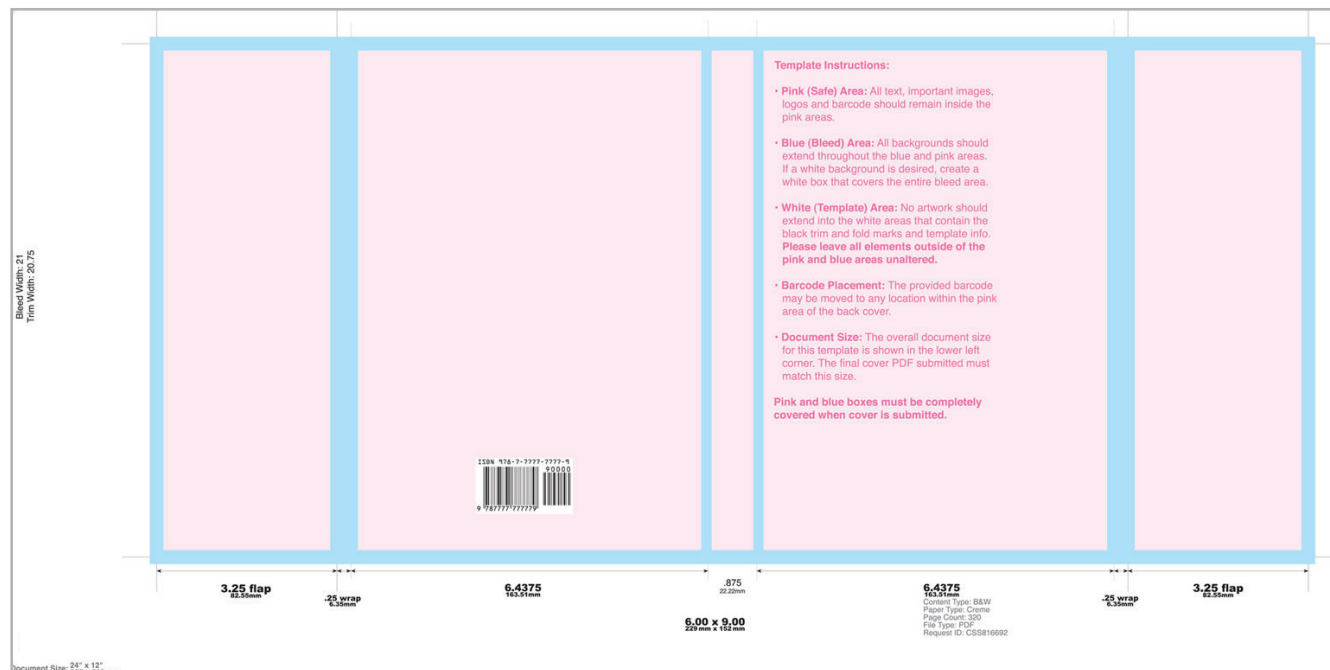 Template Instructions:
• Pink (Safe) Area: All text, important images,
logos and barcode should remain inside the
pink areas.
• Blue (Bleed) Area: All backgrounds should
extend throughout the blue and pink areas.
If a white background is desired, create a
white box that covers the entire bleed area.
• White (Template) Area: No artwork should
extend into the white areas that contain the
black trim and fold marks and template info.
Please leave all elements outside of the
pink and blue areas unaltered.
• Barcode Placement: The provided barcode
may be moved to any location within the pink
area of the back cover.
• Document Size: The overall document size
for this template is shown in the lower left
corner. The final cover PDF submitted must
match this size.
Pink and blue boxes must be completely
covered when cover is submitted.
Bleed Width: 21
Trim Width: 20.75
ISBN 978-7-7777-7777-9
90000
9 787777 777779
3.25 flap
82.55mm
.25 wrap
6.35mm
6.4375
163.51mm
.875
22.22mm
6.4375
163.51mm
.25 wrap
6.35mm
3.25 flap
82.55mm
6.00 x 9.00
229 mm x 152 mm
Content Type: B&W
Paper Type: Creme
Page Count: 320
File Type: PDF
Request ID: CSS816692
Document Size: 24" x 12"